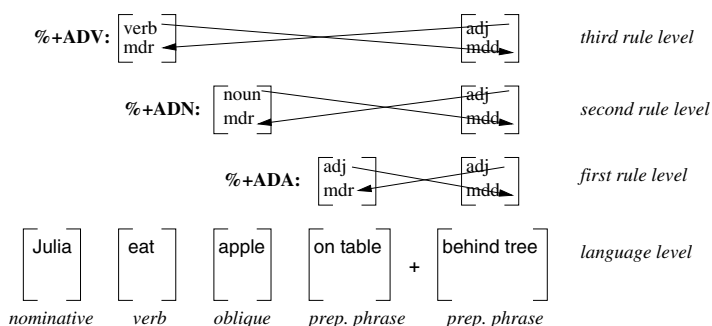 verb adj
%+ADV: third rule level
mdr mdd
noun adj
%+ADN: second rule level
mdr mdd
adj adj
%+ADA: first rule level
mdr mdd
Julia eat apple on table + behind tree language level
nominative verb oblique prep. phrase prep. phrase